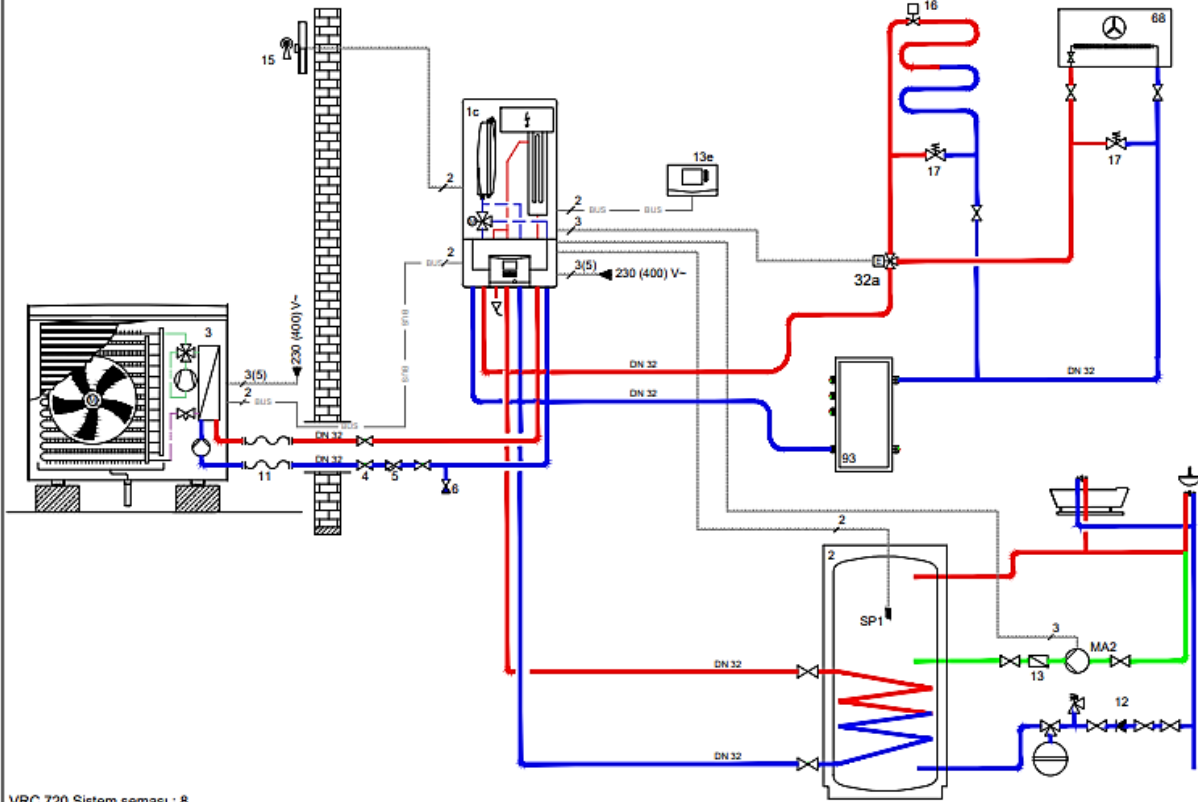 16
68
15
1c
2
13e
17
17
2
BUS
BUS
3
BUS
2
3(5)
230 (400) V~
32a
BUS
3
230 (400) V~
BUS
3(5)
2
BUS
DN 32
DN 32
DN 32
BUS
DN 32
DN 32
11
4
5
6
93
2
2
SP1
3
MA2
13
DN 32
12
DN 32
VRC 720 Sistem şeması : 8